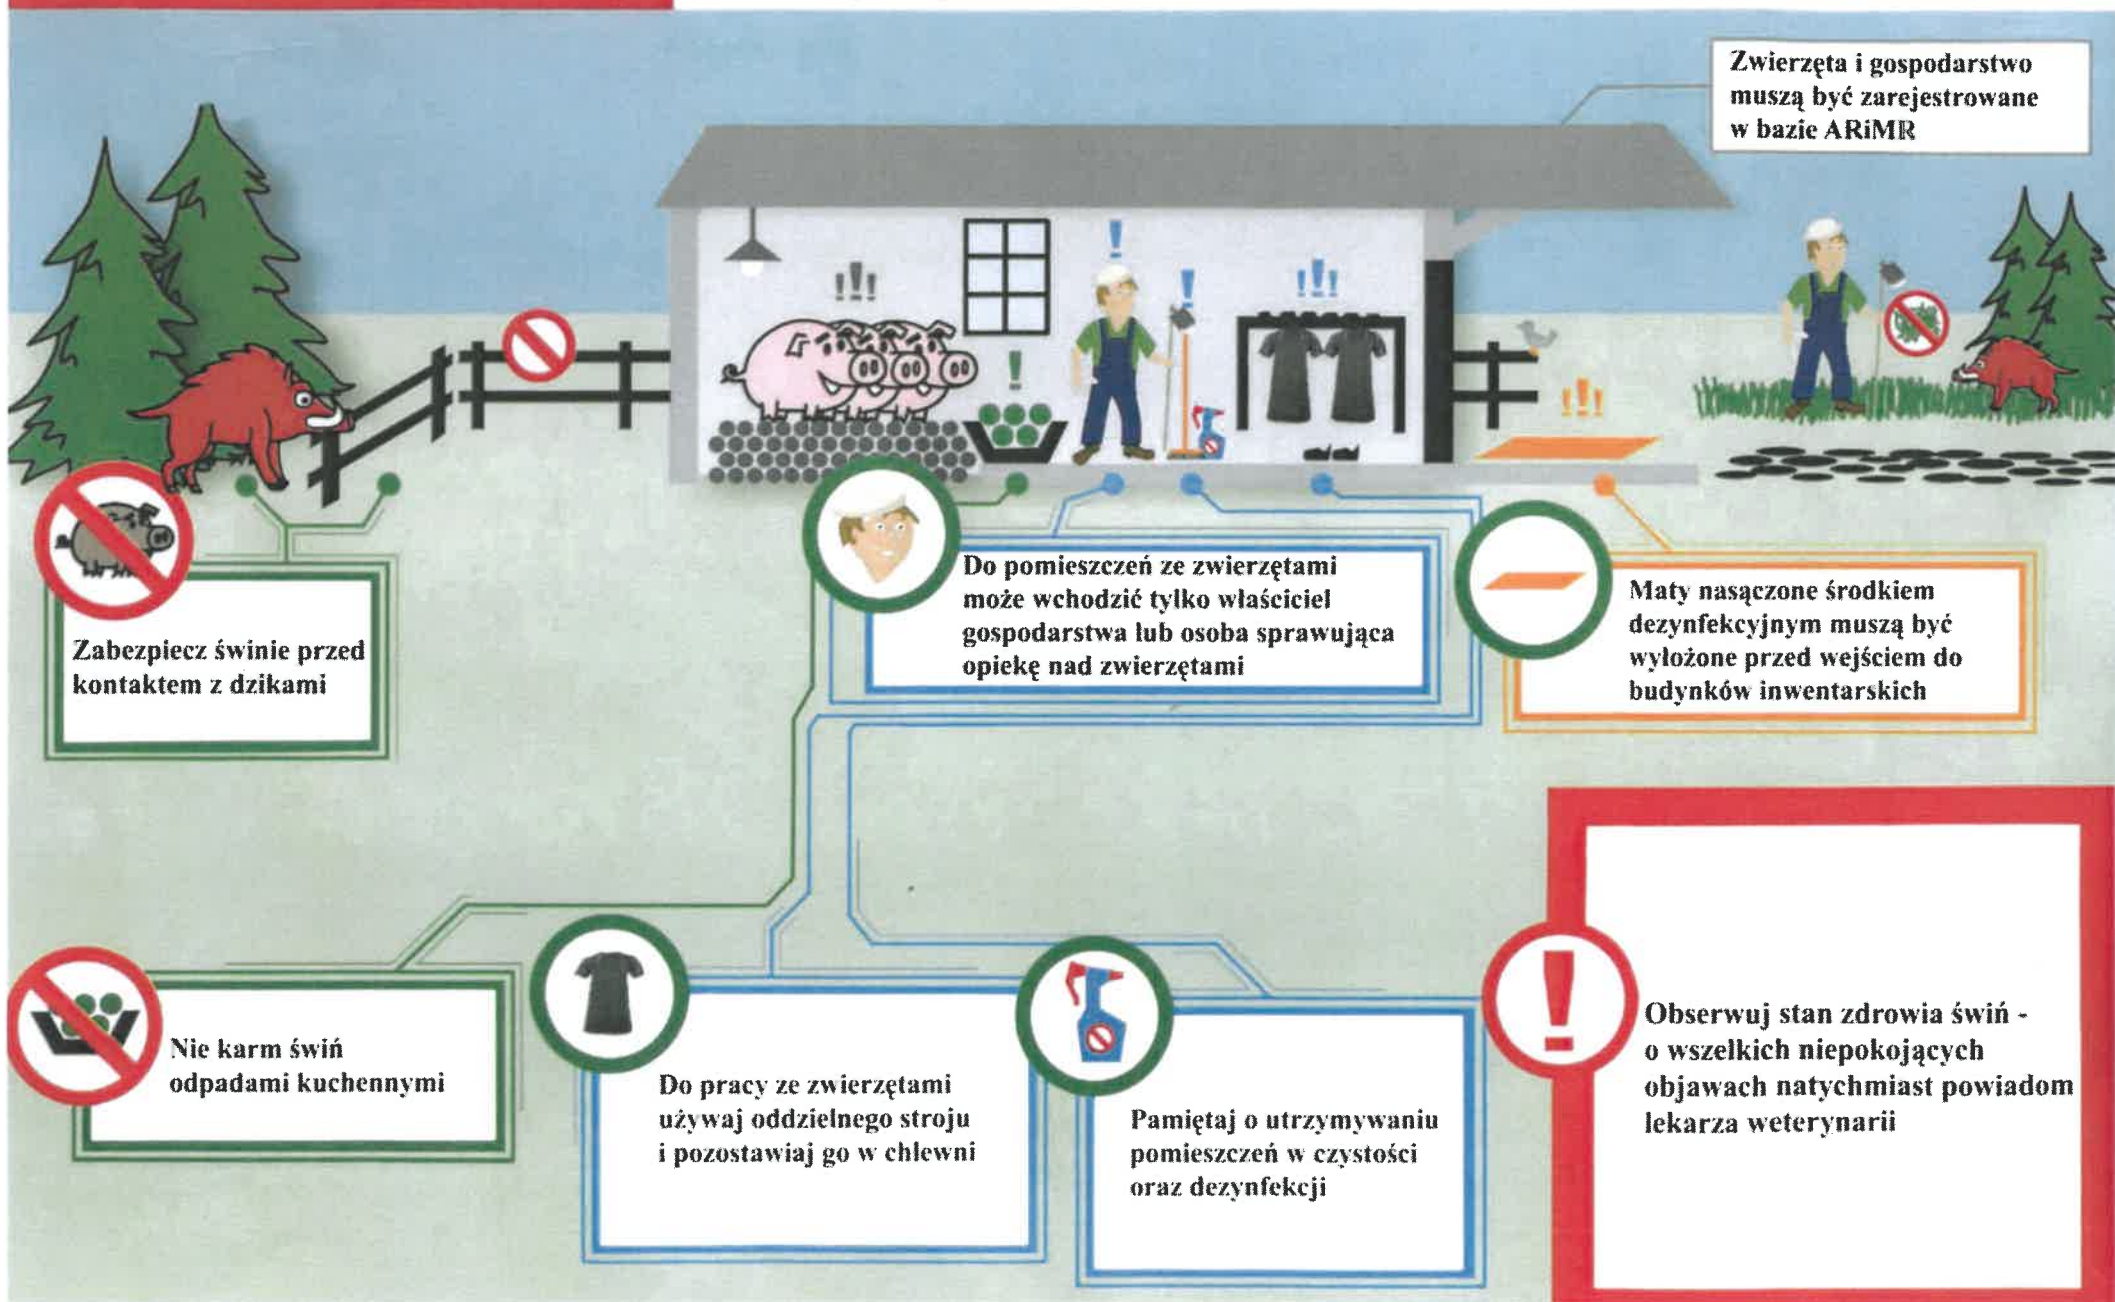 Zwierzęta i gospodarstwo
muszą być zarejestrowane
w bazie ARiMR
Zabezpiecz świnie przed
kontaktem z dzikami
Do pomieszczeń ze zwierzętami
może wchodzić tylko właściciel
gospodarstwa lub osoba sprawująca
opiekę nad zwierzętami
Maty nasączone środkiem
dezynfekcyjnym muszą być
wyłożone przed wejściem do
budynków inwentarskich
Nie karm świń
odpadami kuchennymi
Do pracy ze zwierzętami
używaj oddzielnego stroju
i pozostawiaj go w chlewni
Pamiętaj o utrzymywaniu
pomieszczeń w czystości
oraz dezynfekcji
Obserwuj stan zdrowia świń -
o wszelkich niepokojących
objawach natychmiast powiadom
lekarza weterynarii